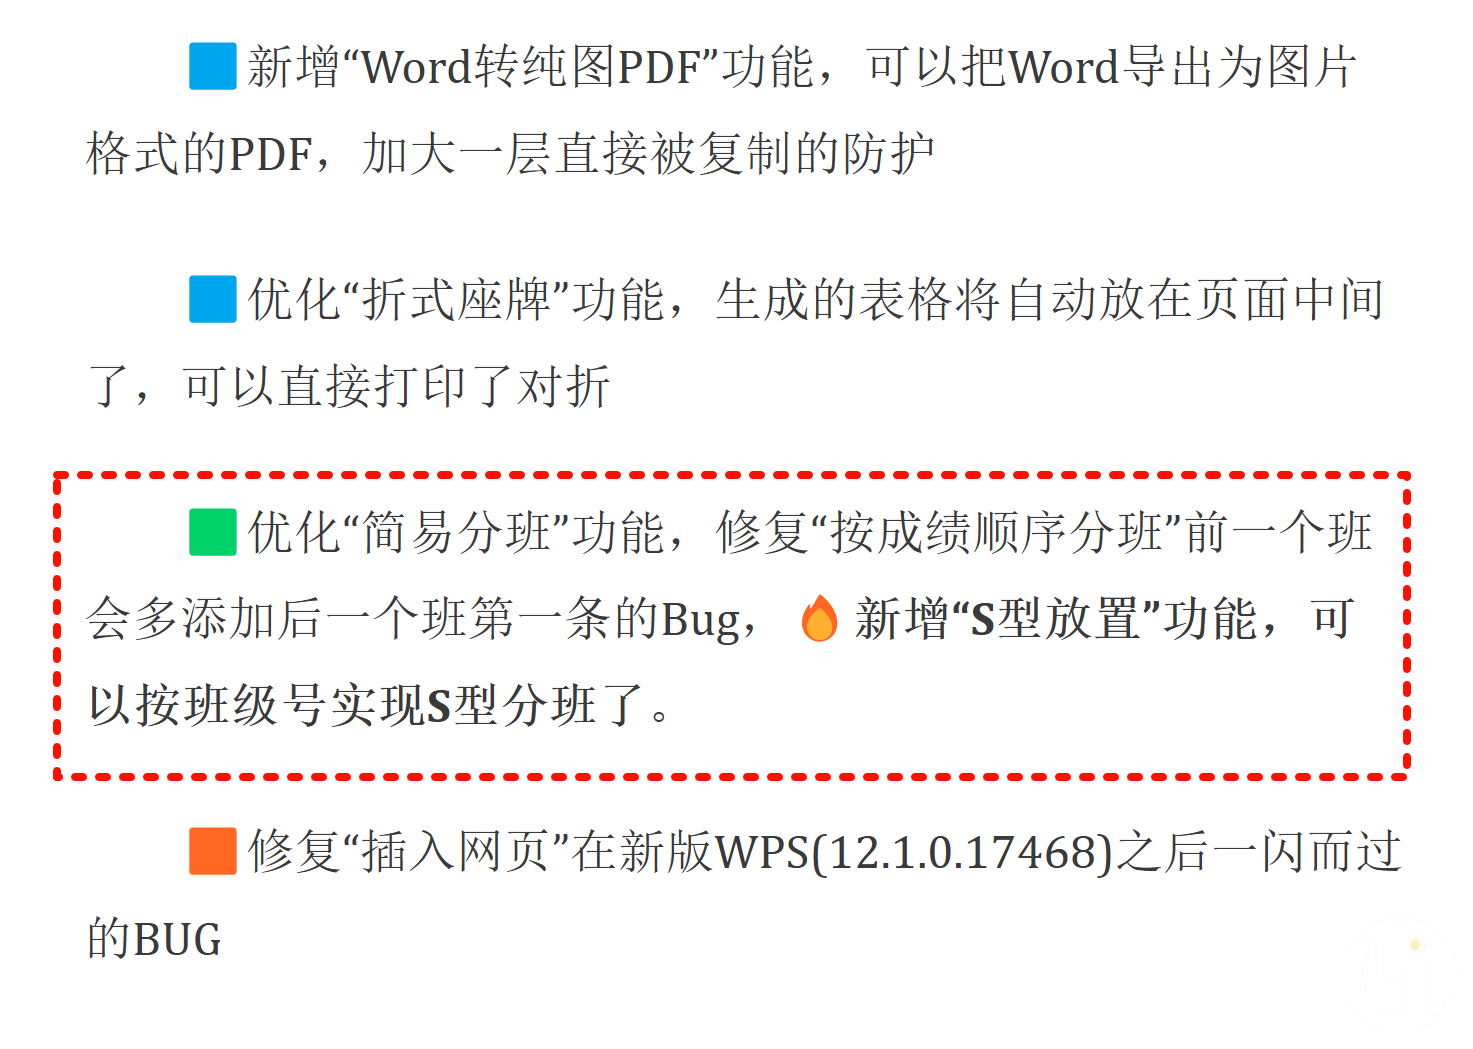 🟦新增“Word转纯图PDF”功能，可以把Word导出为图片
格式的PDF，加大一层直接被复制的防护
🟦优化“折式座牌”功能，生成的表格将自动放在页面中间
了，可以直接打印了对折
🟩优化“简易分班”功能，修复“按成绩顺序分班”前一个班
会多添加后一个班第一条的Bug，🔥新增“S型放置”功能，可
以按班级号实现S型分班了。
🟧修复“插入网页”在新版WPS(12.1.0.17468)之后一闪而过
的BUG